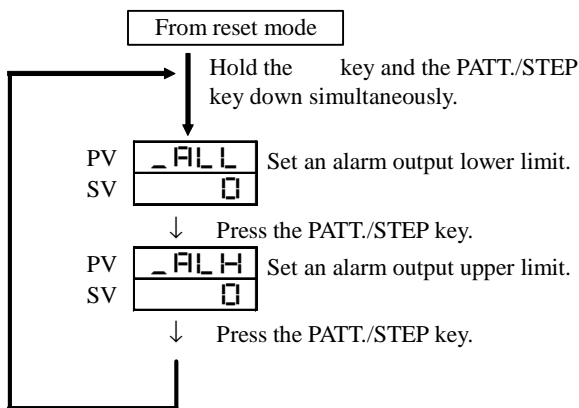 From reset mode
Hold the key and the PATT./STEP
key down simultaneously.
PV _ALL Set an alarm output lower limit.
SV 0
↓ Press the PATT./STEP key.
PV _ALH Set an alarm output upper limit.
SV 0
↓ Press the PATT./STEP key.